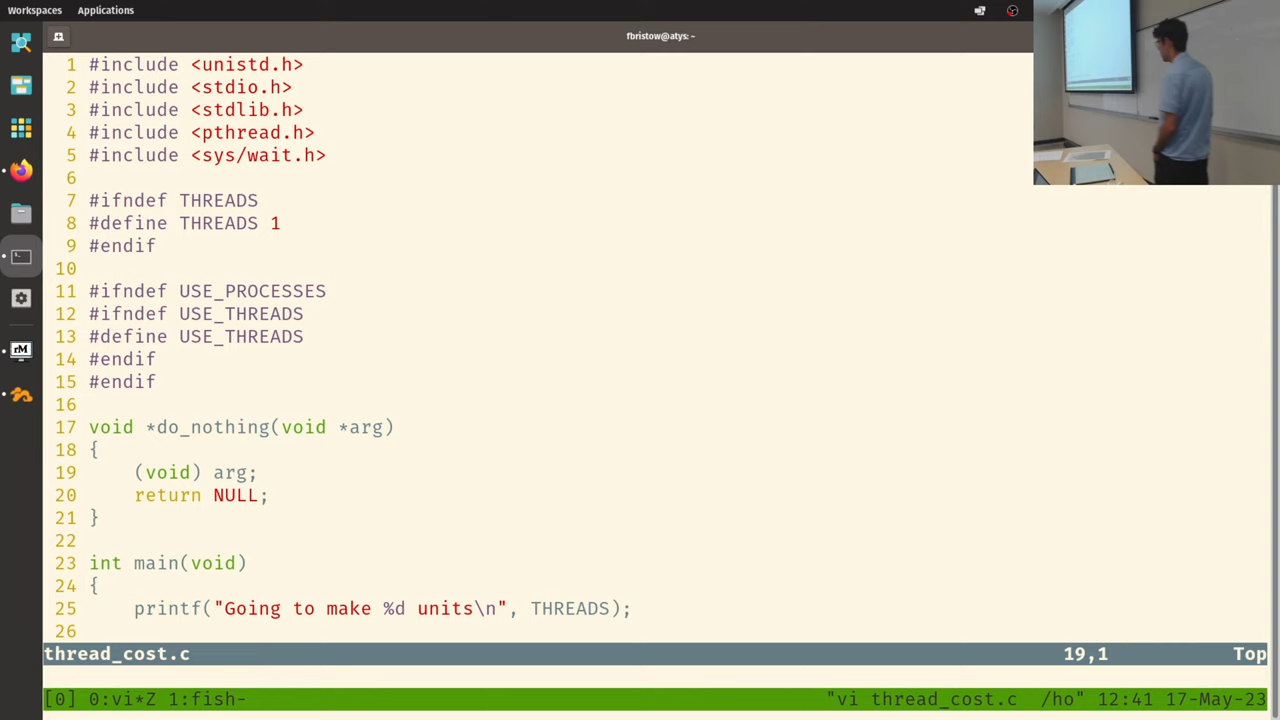 Workspaces Applications
fbristow@atys: ~
1 #include <unistd.h>
2 #include <stdio.h>
3 #include <stdlib.h>
4 #include <pthread.h>
5 #include <sys/wait.h>
6
7 #ifndef THREADS
8 #define THREADS 1
9 #endif
10
11 #ifndef USE_PROCESSES
12 #ifndef USE_THREADS
13 #define USE_THREADS
14 #endif
15 #endif
16
17 void *do_nothing(void *arg)
18 {
19     (void) arg;
20     return NULL;
21 }
22
23 int main(void)
24 {
25     printf("Going to make %d units\n", THREADS);
26
thread_cost.c 19,1 Top
[0] 0:vi*Z 1:fish- "vi thread_cost.c /ho" 12:41 17-May-23
rM